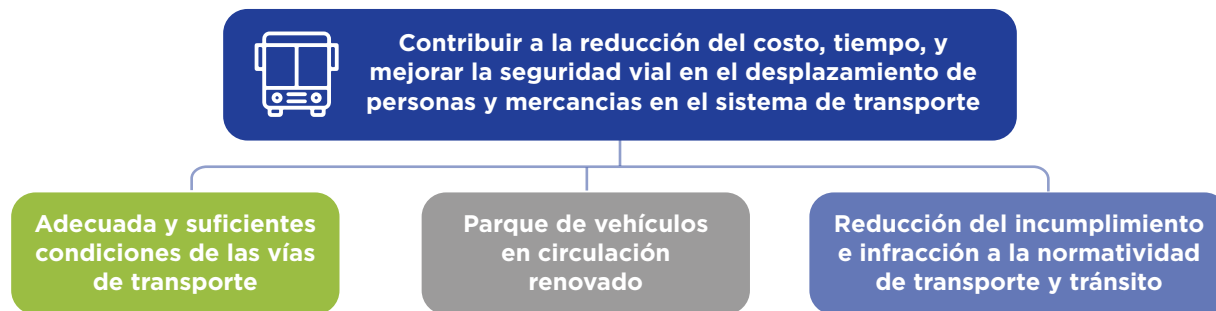 Contribuir a la reducción del costo, tiempo, y
mejorar la seguridad vial en el desplazamiento de
personas y mercancias en el sistema de transporte
Adecuada y suficientes
condiciones de las vías
de transporte
Parque de vehículos
en circulación
renovado
Reducción del incumplimiento
e infracción a la normatividad
de transporte y tránsito